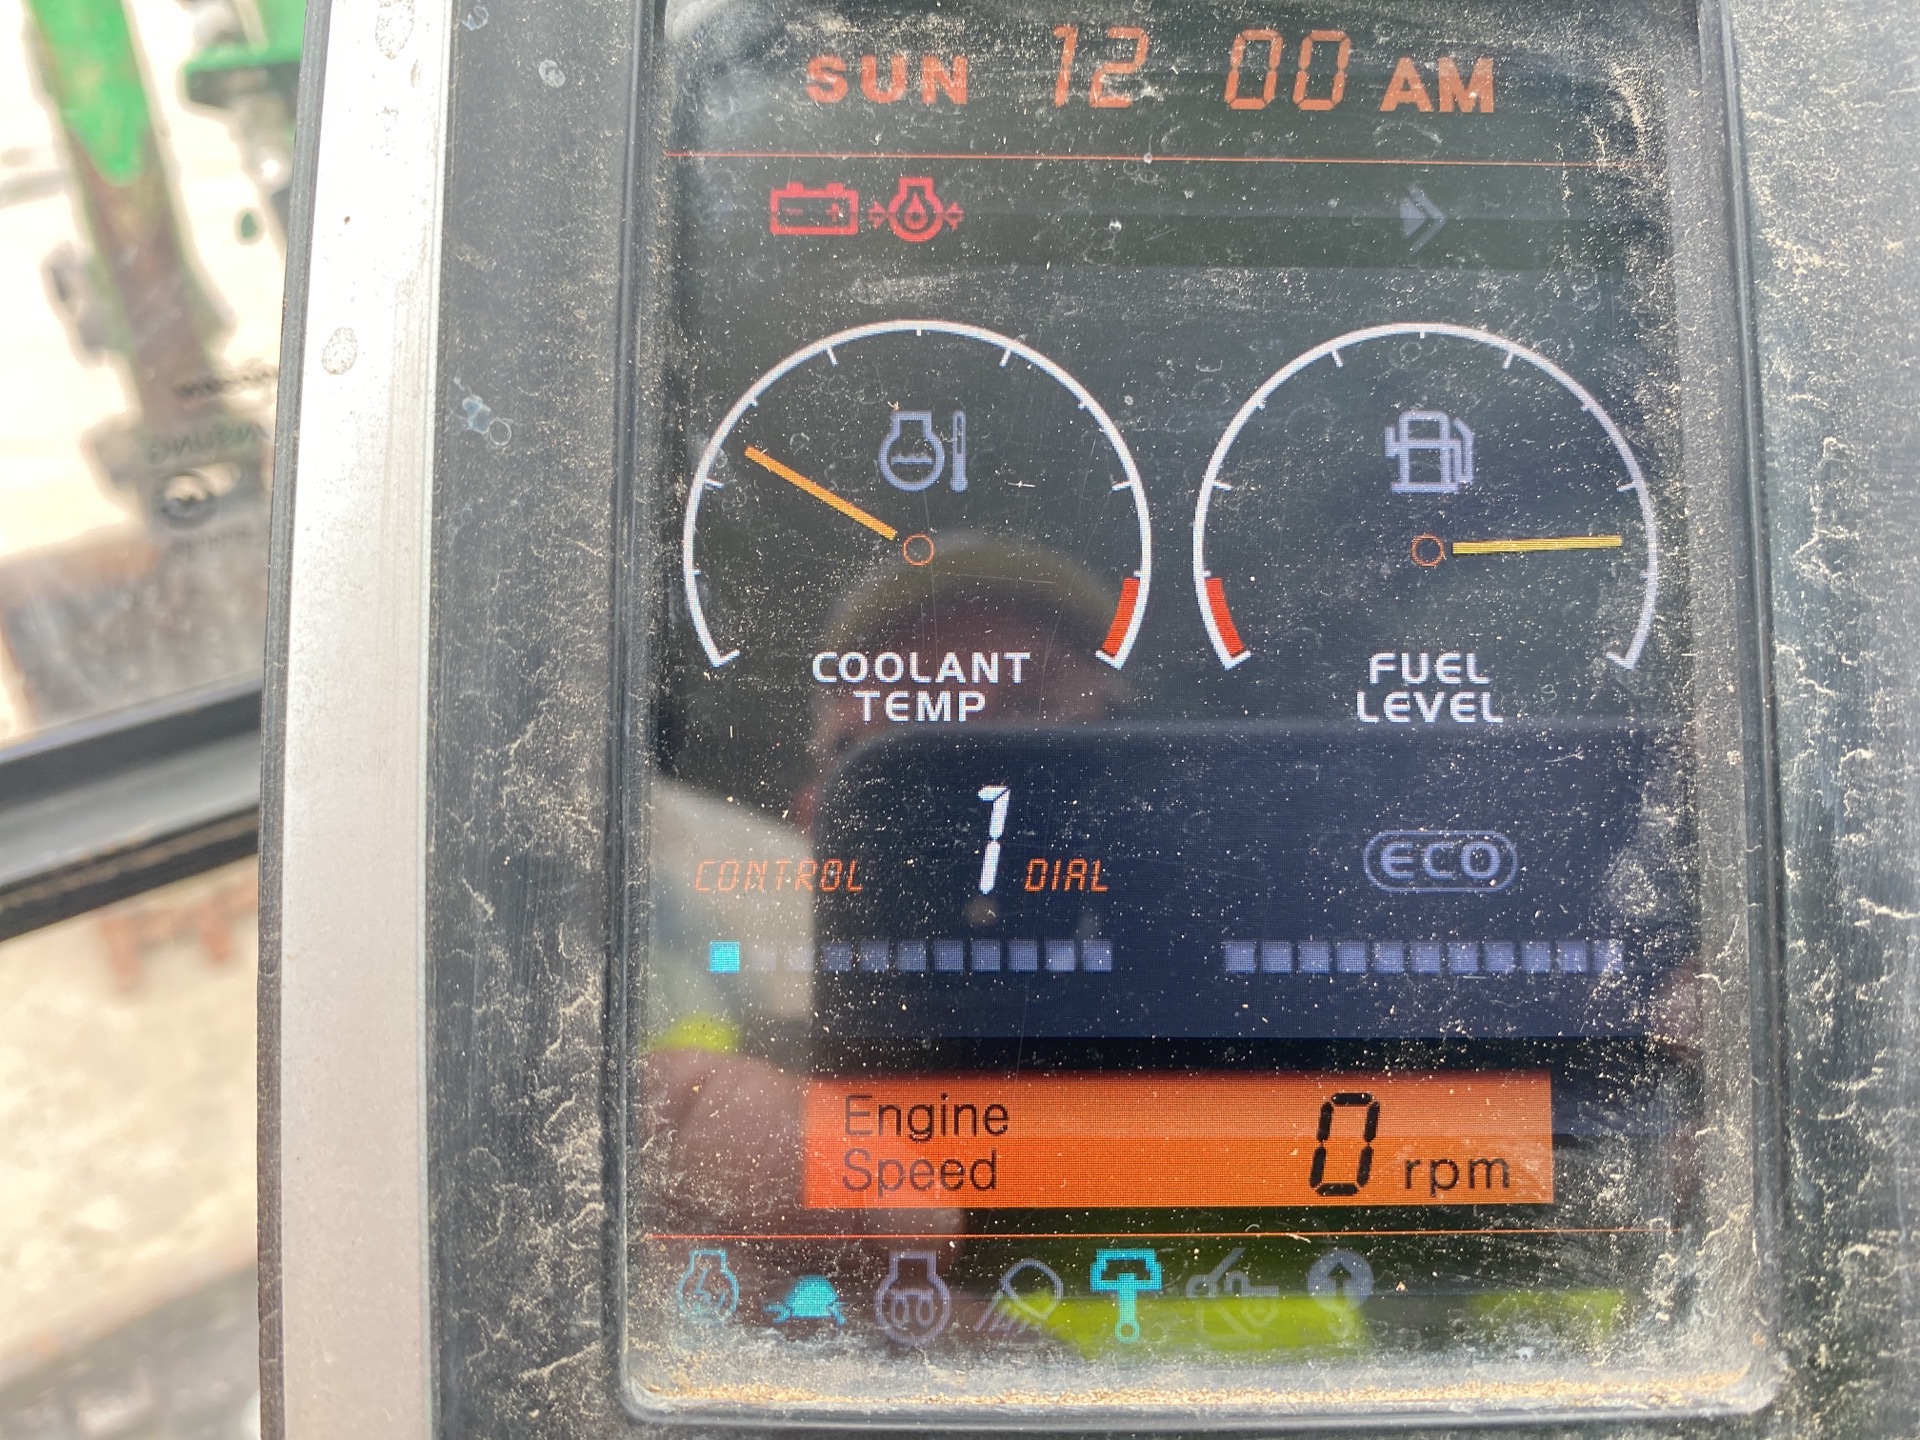 SUN 12 00 AM
COOLANT
TEMP
FUEL
LEVEL
CONTROL 1 DIAL
ECO
Engine
Speed
0 rpm